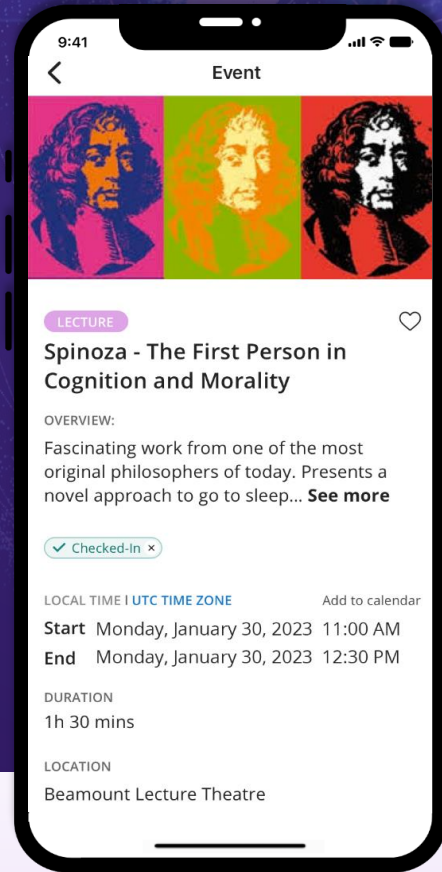 9:41
Event
LECTURE
Spinoza - The First Person in
Cognition and Morality
OVERVIEW:
Fascinating work from one of the most
original philosophers of today. Presents a
novel approach to go to sleep... See more
✓ Checked-In ×
LOCAL TIME I UTC TIME ZONE Add to calendar
Start Monday, January 30, 2023 11:00 AM
End Monday, January 30, 2023 12:30 PM
DURATION
1h 30 mins
LOCATION
Beamount Lecture Theatre